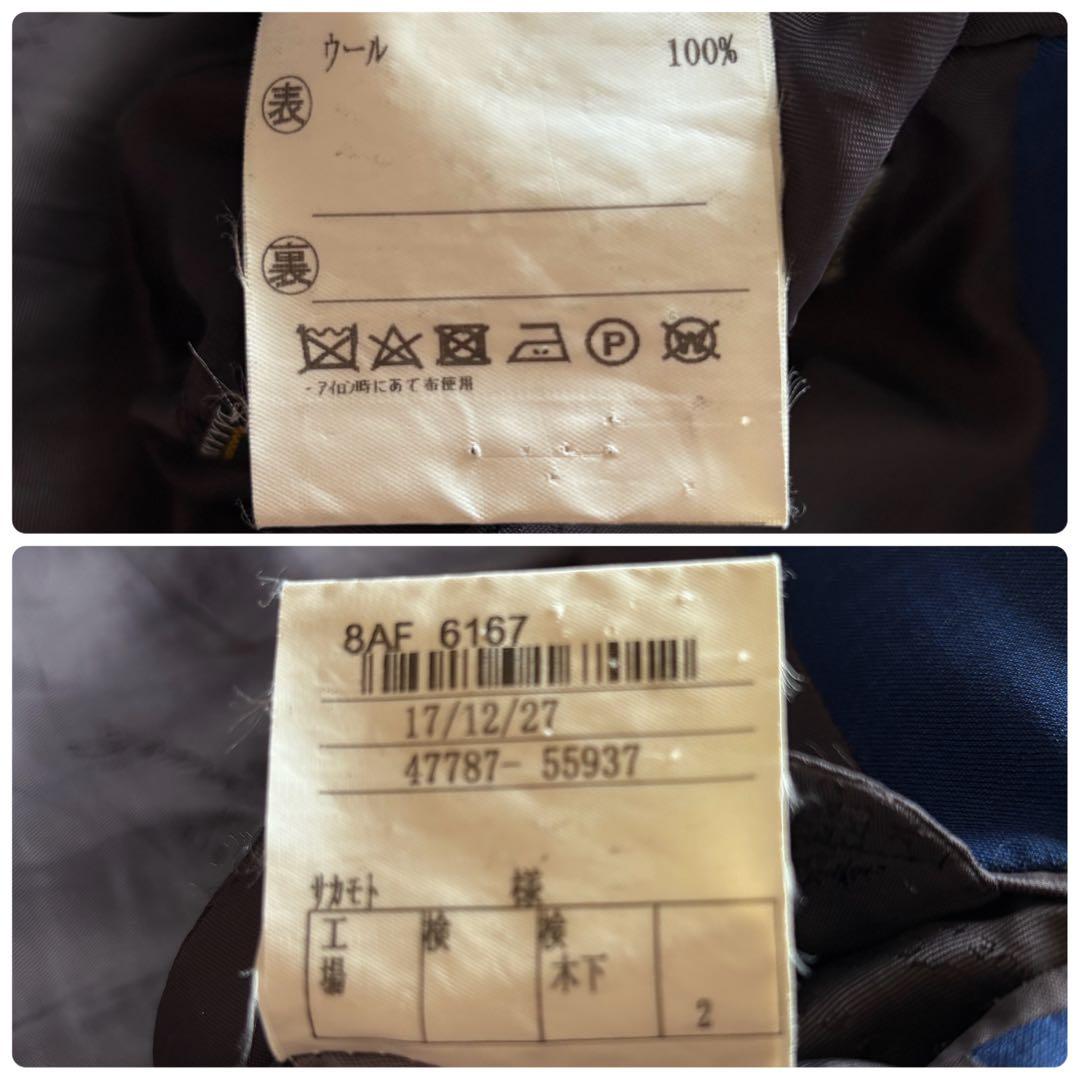 ウール 100%
表
裏
P W
-アイロン時にあて布使用
8AF 6167
17/12/27
47787- 55937
サカモト 様
工場 検 検 木下 2